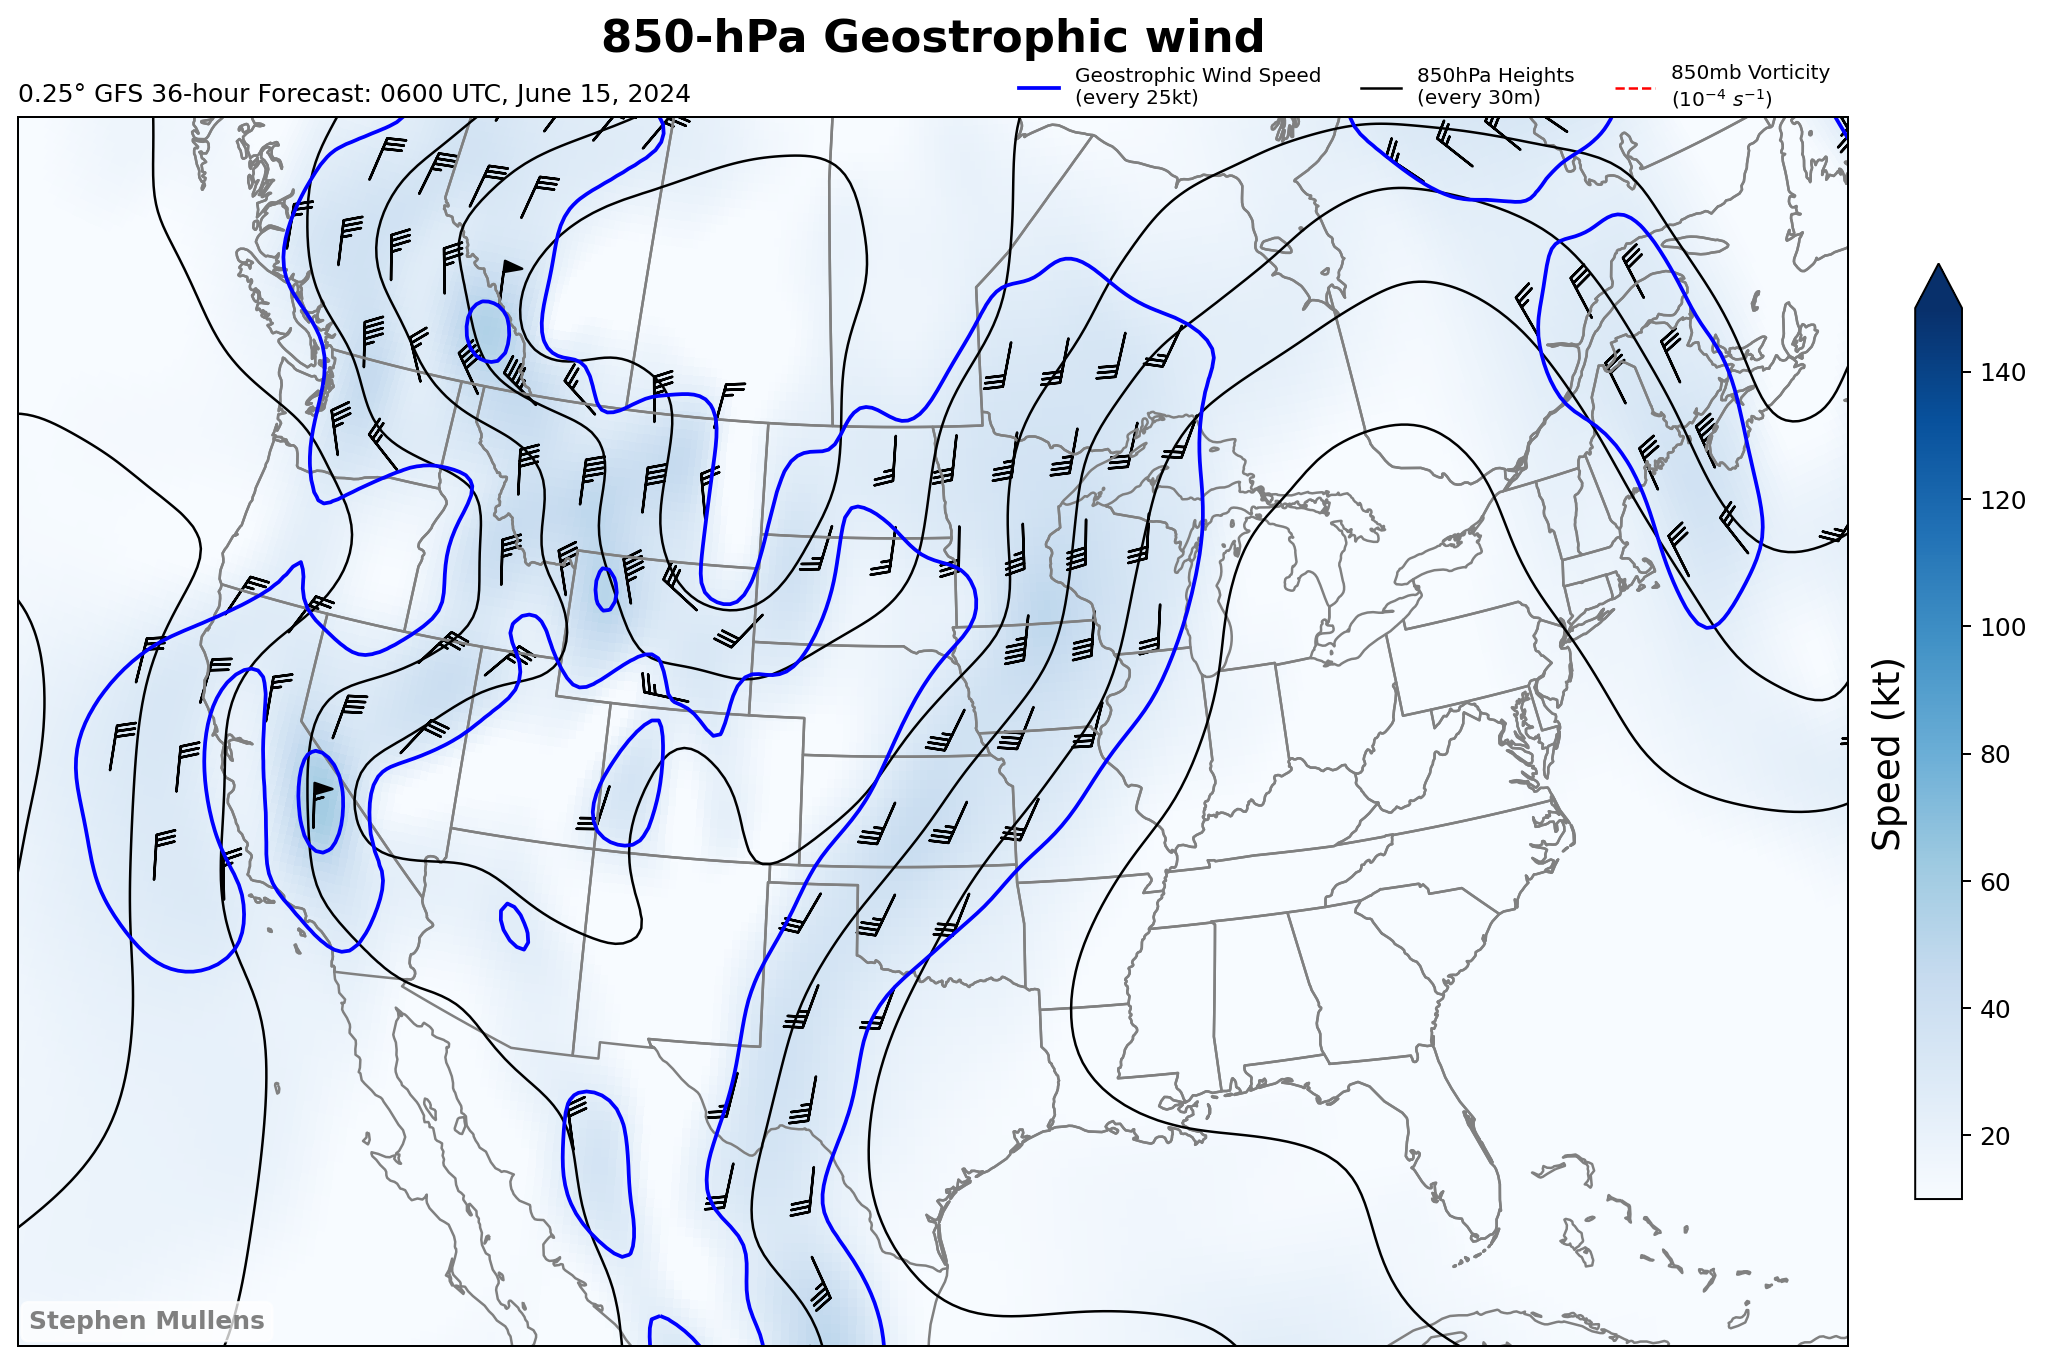 850-hPa Geostrophic wind
0.25° GFS 36-hour Forecast: 0600 UTC, June 15, 2024
Geostrophic Wind Speed
(every 25kt)
850hPa Heights
(every 30m)
850mb Vorticity
(10⁻⁴ s⁻¹)
140
120
100
80
60
40
20
Speed (kt)
Stephen Mullens